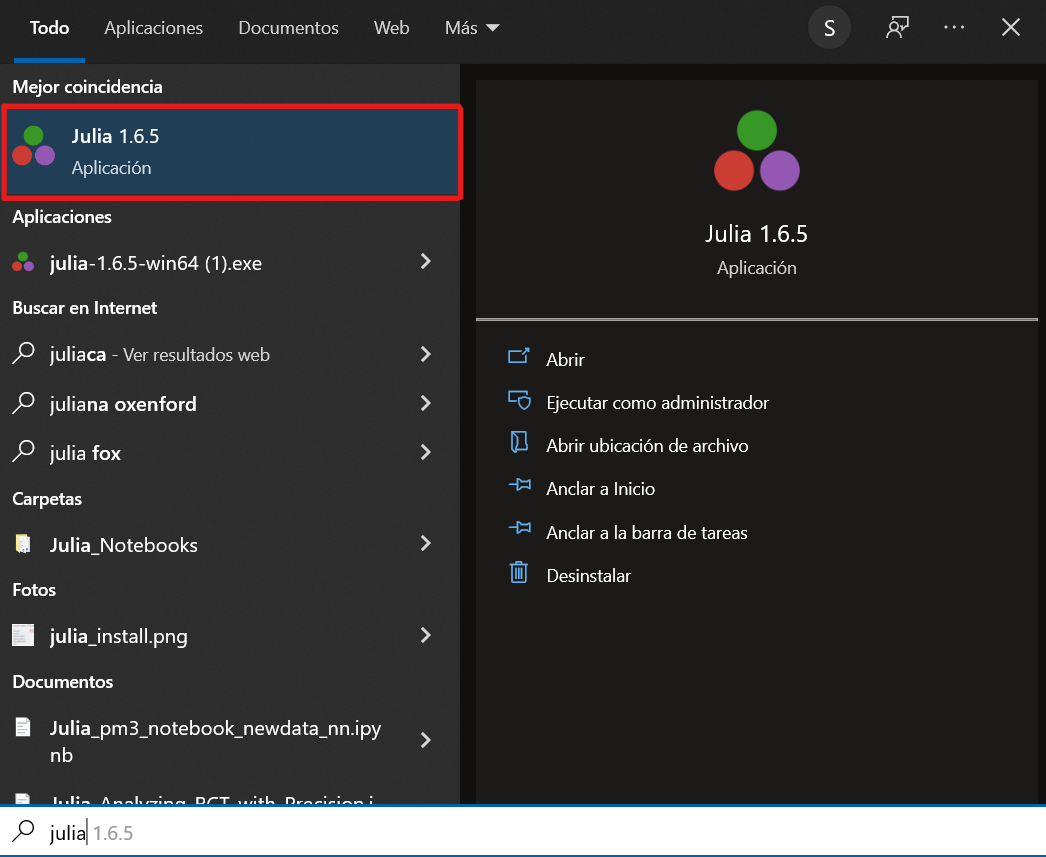 Todo Aplicaciones Documentos Web Más S
Mejor coincidencia
Julia 1.6.5
Aplicación
Aplicaciones
julia-1.6.5-win64 (1).exe
Buscar en Internet
juliaca - Ver resultados web
juliana oxenford
julia fox
Carpetas
Julia_Notebooks
Fotos
julia_install.png
Documentos
Julia_pm3_notebook_newdata_nn.ipy
nb
Julia_Analyzing_RCT_with_Precision.i
Julia 1.6.5
Aplicación
Abrir
Ejecutar como administrador
Abrir ubicación de archivo
Anclar a Inicio
Anclar a la barra de tareas
Desinstalar
julia 1.6.5